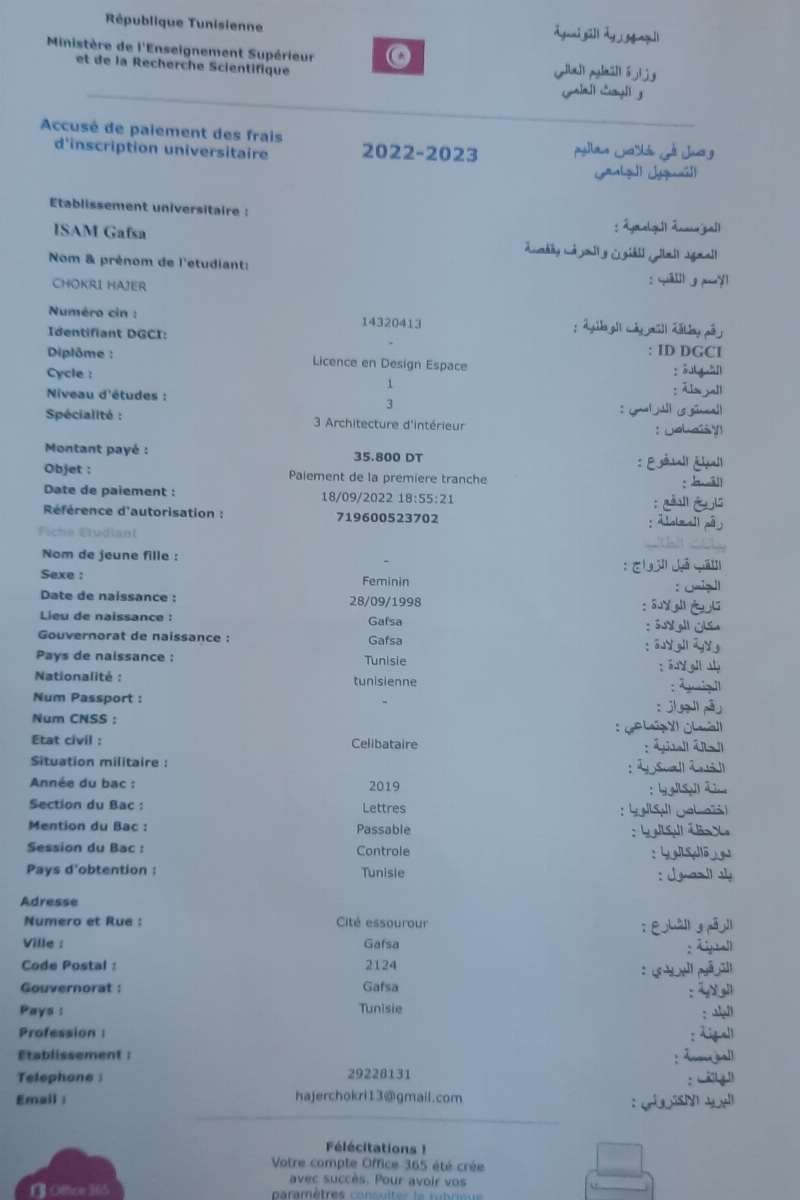 République Tunisienne
الجمهورية التونسية
Ministère de l'Enseignement Supérieur
et de la Recherche Scientifique
وزارة التعليم العالي
و البحث العلمي
Accusé de paiement des frais
d'inscription universitaire
2022-2023
وصل في خلاص معاليم
التسجيل الجامعي
Etablissement universitaire :
المؤسسة الجامعية :
ISAM Gafsa
المعهد العالي للفنون والحرف بقفصة
Nom & prénom de l'etudiant:
الإسم و اللقب :
CHOKRI HAJER
Numéro cin : 14320413 رقم بطاقة التعريف الوطنية :
Identifiant DGCI: - ID DGCI :
Diplôme : Licence en Design Espace الشهادة :
Cycle : 1 المرحلة :
Niveau d'études : 3 المستوى الدراسي :
Spécialité : 3 Architecture d'intérieur الإختصاص :
Montant payé : 35.800 DT المبلغ المدفوع :
Objet : Paiement de la premiere tranche القسط :
Date de paiement : 18/09/2022 18:55:21 تاريخ الدفع :
Référence d'autorisation : 719600523702 رقم المعاملة :
Fiche Etudiant بيانات الطالب
Nom de jeune fille : - اللقب قبل الزواج :
Sexe : Feminin الجنس :
Date de naissance : 28/09/1998 تاريخ الولادة :
Lieu de naissance : Gafsa مكان الولادة :
Gouvernorat de naissance : Gafsa ولاية الولادة :
Pays de naissance : Tunisie بلد الولادة :
Nationalité : tunisienne الجنسية :
Num Passport : - رقم الجواز :
Num CNSS : الضمان الاجتماعي :
Etat civil : Celibataire الحالة المدنية :
Situation militaire : الخدمة العسكرية :
Année du bac : 2019 سنة البكالوريا :
Section du Bac : Lettres اختصاص البكالوريا :
Mention du Bac : Passable ملاحظة البكالوريا :
Session du Bac : Controle دورةالبكالوريا :
Pays d'obtention : Tunisie بلد الحصول :
Adresse
Numero et Rue : Cité essourour الرقم و الشارع :
Ville : Gafsa المدينة :
Code Postal : 2124 الترقيم البريدي :
Gouvernorat : Gafsa الولاية :
Pays : Tunisie البلد :
Profession : المهنة :
Etablissement : المؤسسة :
Telephone : 29228131 الهاتف :
Email : hajerchokri13@gmail.com البريد الالكتروني :
Félécitations !
Votre compte Office 365 été crée
avec succès. Pour avoir vos
paramètres consulter la rubrique
Office 365